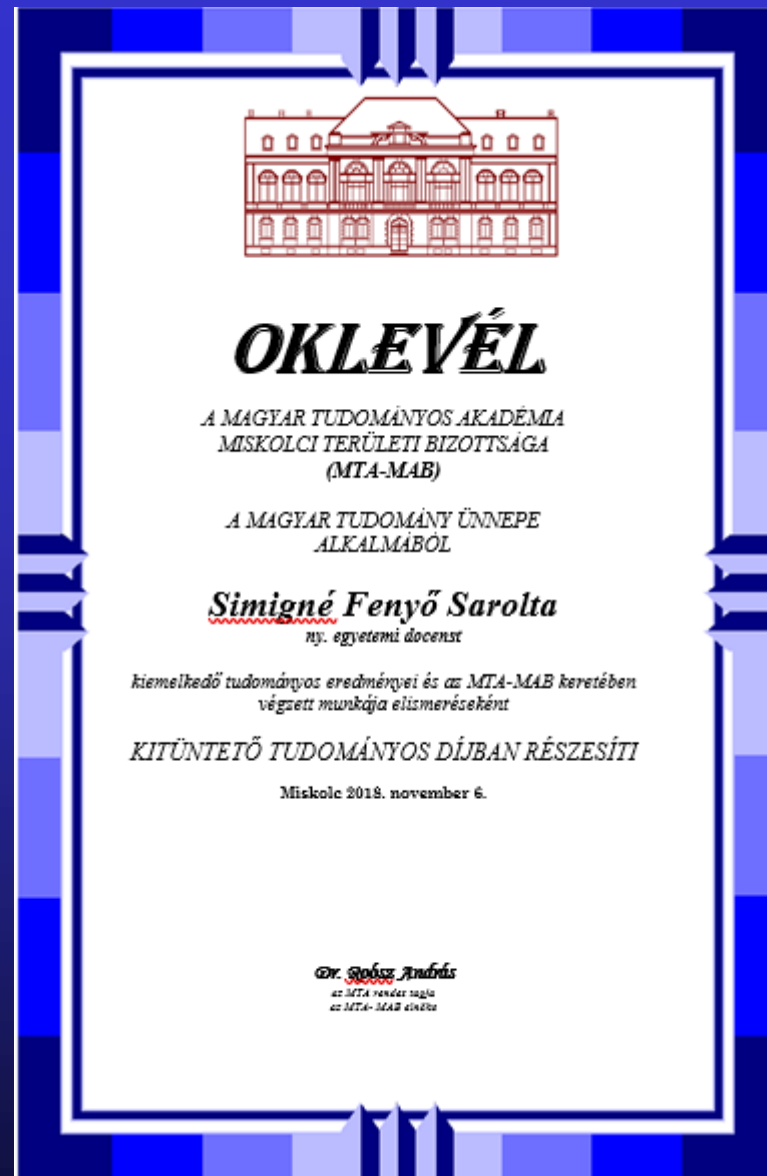 OKLEVÉL
A MAGYAR TUDOMÁNYOS AKADÉMIA
MISKOLCI TERÜLETI BIZOTTSÁGA
(MTA-MAB)
A MAGYAR TUDOMÁNY ÜNNEPE
ALKALMÁBÓL
Simigné Fenyő Sarolta
ny. egyetemi docenst
kiemelkedő tudományos eredményei és az MTA-MAB keretében
végzett munkája elismeréseként
KITÜNTETŐ TUDOMÁNYOS DÍJBAN RÉSZESÍTI
Miskolc 2018. november 6.
Dr. Roósz András
az MTA rendes tagja
az MTA- MAB elnöke